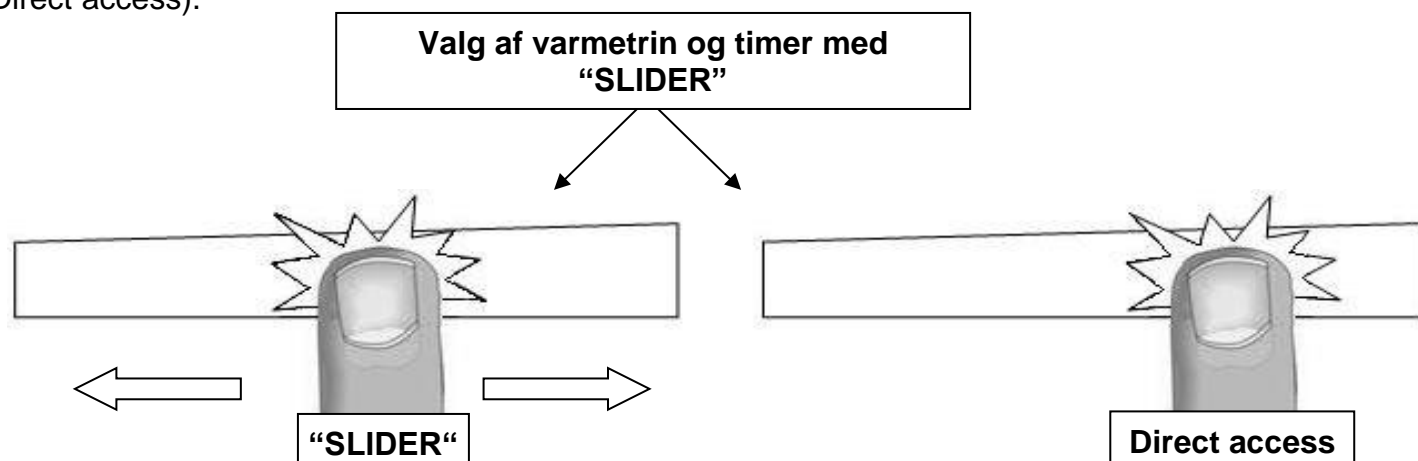 Direct access).
Valg af varmetrin og timer med
“SLIDER”
“SLIDER“
Direct access